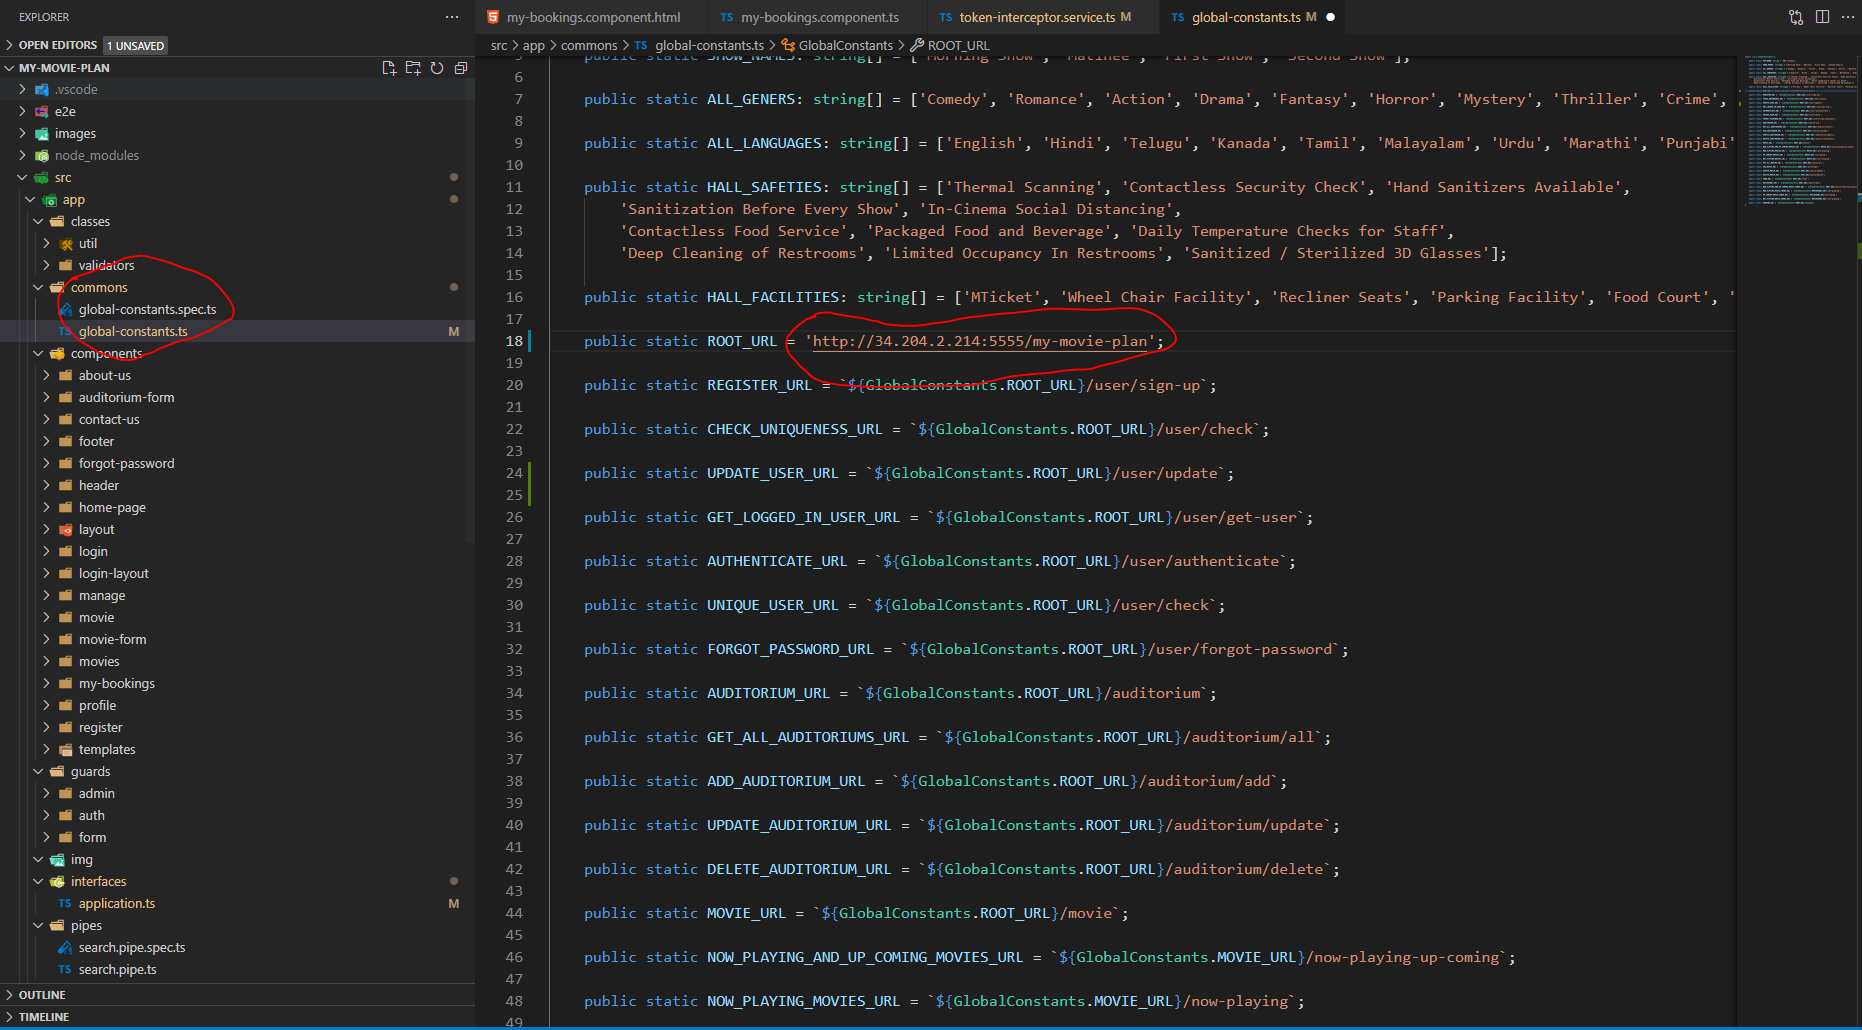 EXPLORER
OPEN EDITORS 1 UNSAVED
MY-MOVIE-PLAN
.vscode
e2e
images
node_modules
src
app
classes
util
validators
commons
global-constants.spec.ts
global-constants.ts M
components
about-us
auditorium-form
contact-us
footer
forgot-password
header
home-page
layout
login
login-layout
manage
movie
movie-form
movies
my-bookings
profile
register
templates
guards
admin
auth
form
img
interfaces
application.ts M
pipes
search.pipe.spec.ts
search.pipe.ts
OUTLINE
TIMELINE
my-bookings.component.html TS my-bookings.component.ts TS token-interceptor.service.ts M TS global-constants.ts M
src > app > commons > TS global-constants.ts > GlobalConstants > ROOT_URL
5 public static SHOW_NAMES: string[] = ['Morning Show', 'Matinee', 'First Show', 'Second Show'];
6
7 public static ALL_GENERS: string[] = ['Comedy', 'Romance', 'Action', 'Drama', 'Fantasy', 'Horror', 'Mystery', 'Thriller', 'Crime',
8
9 public static ALL_LANGUAGES: string[] = ['English', 'Hindi', 'Telugu', 'Kanada', 'Tamil', 'Malayalam', 'Urdu', 'Marathi', 'Punjabi'
10
11 public static HALL_SAFETIES: string[] = ['Thermal Scanning', 'Contactless Security ChecK', 'Hand Sanitizers Available',
12 'Sanitization Before Every Show', 'In-Cinema Social Distancing',
13 'Contactless Food Service', 'Packaged Food and Beverage', 'Daily Temperature Checks for Staff',
14 'Deep Cleaning of Restrooms', 'Limited Occupancy In Restrooms', 'Sanitized / Sterilized 3D Glasses'];
15
16 public static HALL_FACILITIES: string[] = ['MTicket', 'Wheel Chair Facility', 'Recliner Seats', 'Parking Facility', 'Food Court', '
17
18 public static ROOT_URL = 'http://34.204.2.214:5555/my-movie-plan';
19
20 public static REGISTER_URL = `${GlobalConstants.ROOT_URL}/user/sign-up`;
21
22 public static CHECK_UNIQUENESS_URL = `${GlobalConstants.ROOT_URL}/user/check`;
23
24 public static UPDATE_USER_URL = `${GlobalConstants.ROOT_URL}/user/update`;
25
26 public static GET_LOGGED_IN_USER_URL = `${GlobalConstants.ROOT_URL}/user/get-user`;
27
28 public static AUTHENTICATE_URL = `${GlobalConstants.ROOT_URL}/user/authenticate`;
29
30 public static UNIQUE_USER_URL = `${GlobalConstants.ROOT_URL}/user/check`;
31
32 public static FORGOT_PASSWORD_URL = `${GlobalConstants.ROOT_URL}/user/forgot-password`;
33
34 public static AUDITORIUM_URL = `${GlobalConstants.ROOT_URL}/auditorium`;
35
36 public static GET_ALL_AUDITORIUMS_URL = `${GlobalConstants.ROOT_URL}/auditorium/all`;
37
38 public static ADD_AUDITORIUM_URL = `${GlobalConstants.ROOT_URL}/auditorium/add`;
39
40 public static UPDATE_AUDITORIUM_URL = `${GlobalConstants.ROOT_URL}/auditorium/update`;
41
42 public static DELETE_AUDITORIUM_URL = `${GlobalConstants.ROOT_URL}/auditorium/delete`;
43
44 public static MOVIE_URL = `${GlobalConstants.ROOT_URL}/movie`;
45
46 public static NOW_PLAYING_AND_UP_COMING_MOVIES_URL = `${GlobalConstants.MOVIE_URL}/now-playing-up-coming`;
47
48 public static NOW_PLAYING_MOVIES_URL = `${GlobalConstants.MOVIE_URL}/now-playing`;
49